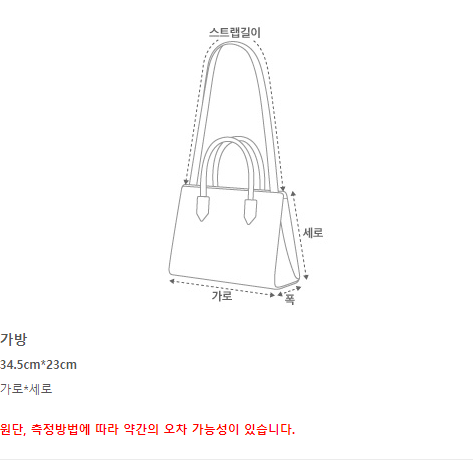 스트랩길이
세로
가로
폭
가방
34.5cm*23cm
가로*세로
원단, 측정방법에 따라 약간의 오차 가능성이 있습니다.